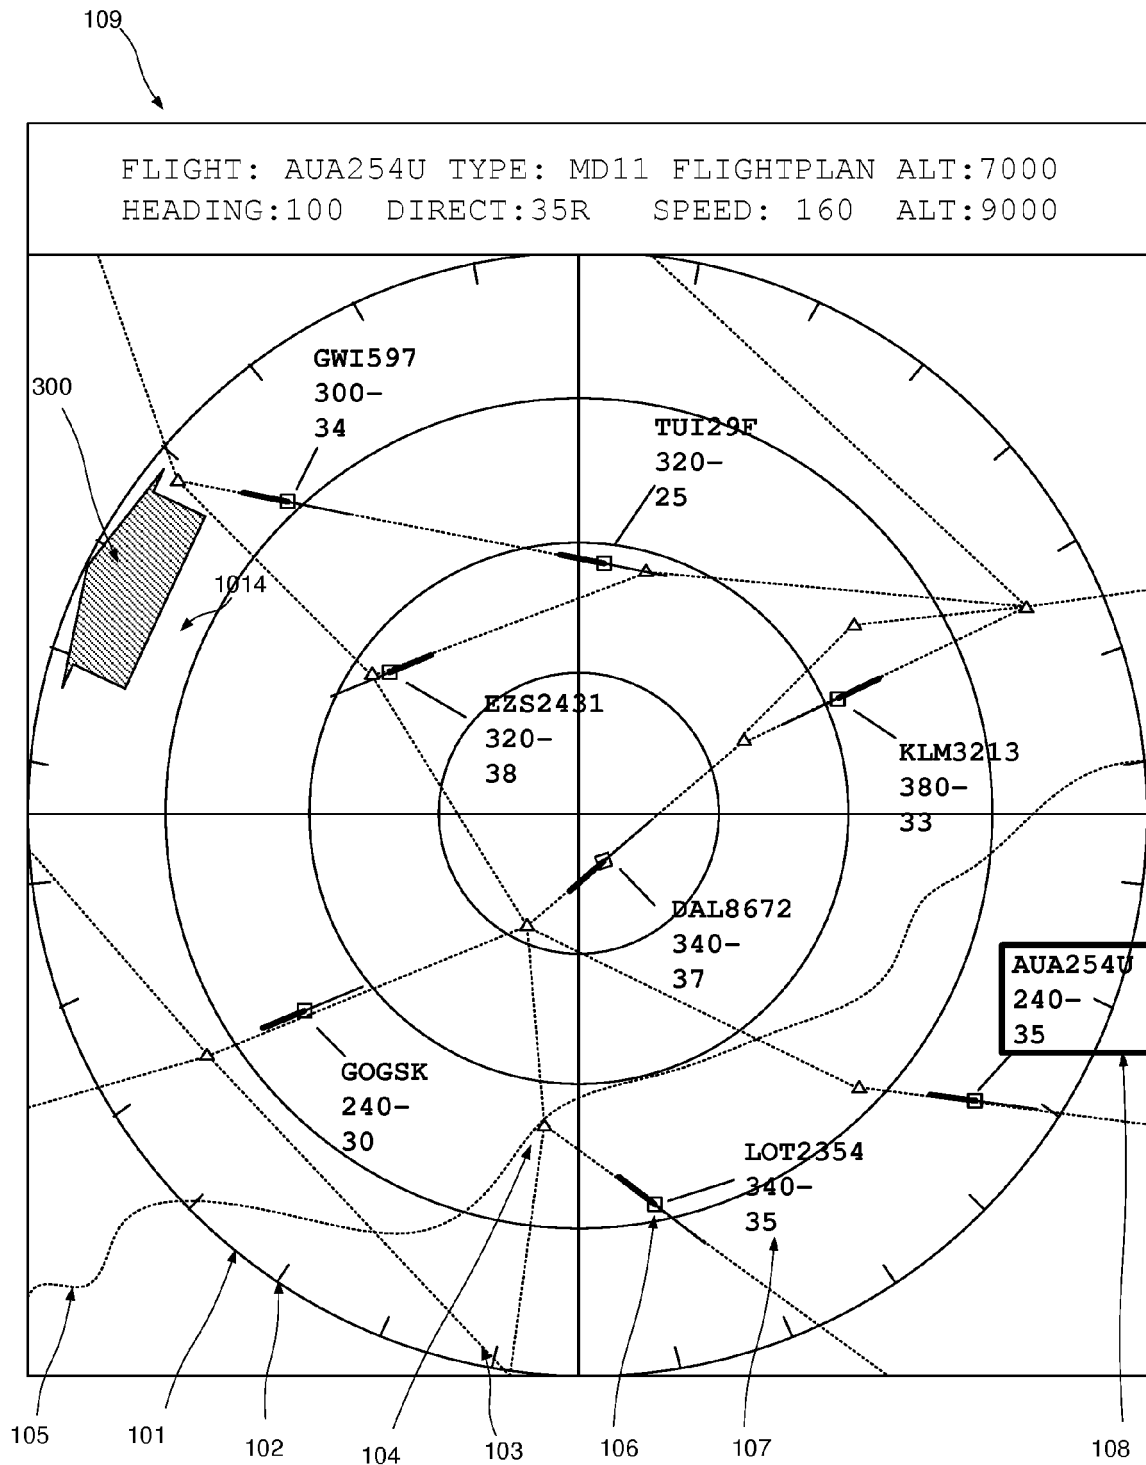 109
FLIGHT: AUA254U TYPE: MD11 FLIGHTPLAN ALT:7000
HEADING:100 DIRECT:35R SPEED: 160 ALT:9000
GWI597
300-
34
300
TUI29F
320-
25
1014
EZS2431
320-
38
KLM3213
380-
33
DAL8672
340-
37
AUA254U
240-
35
GOGSK
240-
30
LOT2354
340-
35
105
101
102
104
103
106
107
108